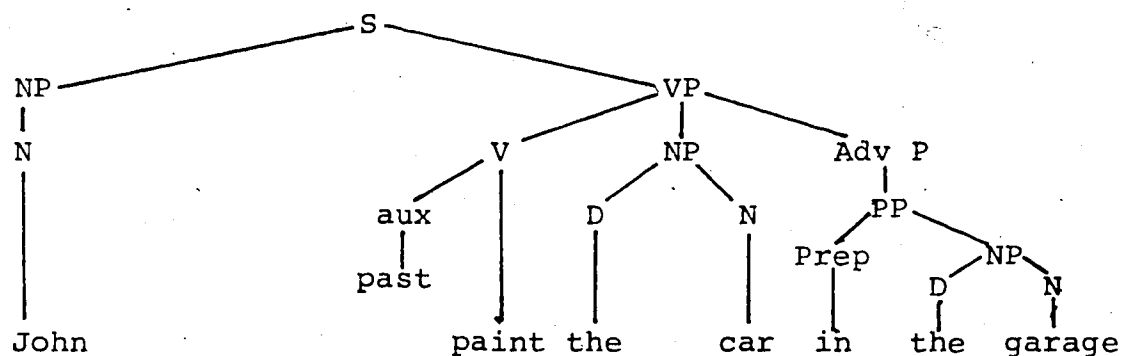 S
NP VP
N V NP Adv P
aux D N PP
past Prep NP
D N
John paint the car in the garage